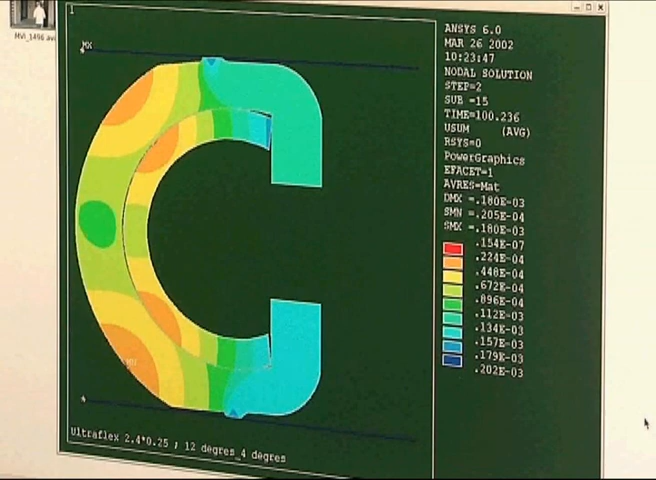 MVI_1496.avi
1
MX
ANSYS 6.0
MAR 26 2002
10:23:47
NODAL SOLUTION
STEP=2
SUB =15
TIME=100.236
USUM (AVG)
RSYS=0
PowerGraphics
EFACET=1
AVRES=Mat
DMX =.180E-03
SMN =.205E-04
SMX =.180E-03
.154E-07
.224E-04
.448E-04
.672E-04
.896E-04
.112E-03
.134E-03
.157E-03
.179E-03
.202E-03
Ultraflex 2.4*0.25 ; 12 degres_4 degres